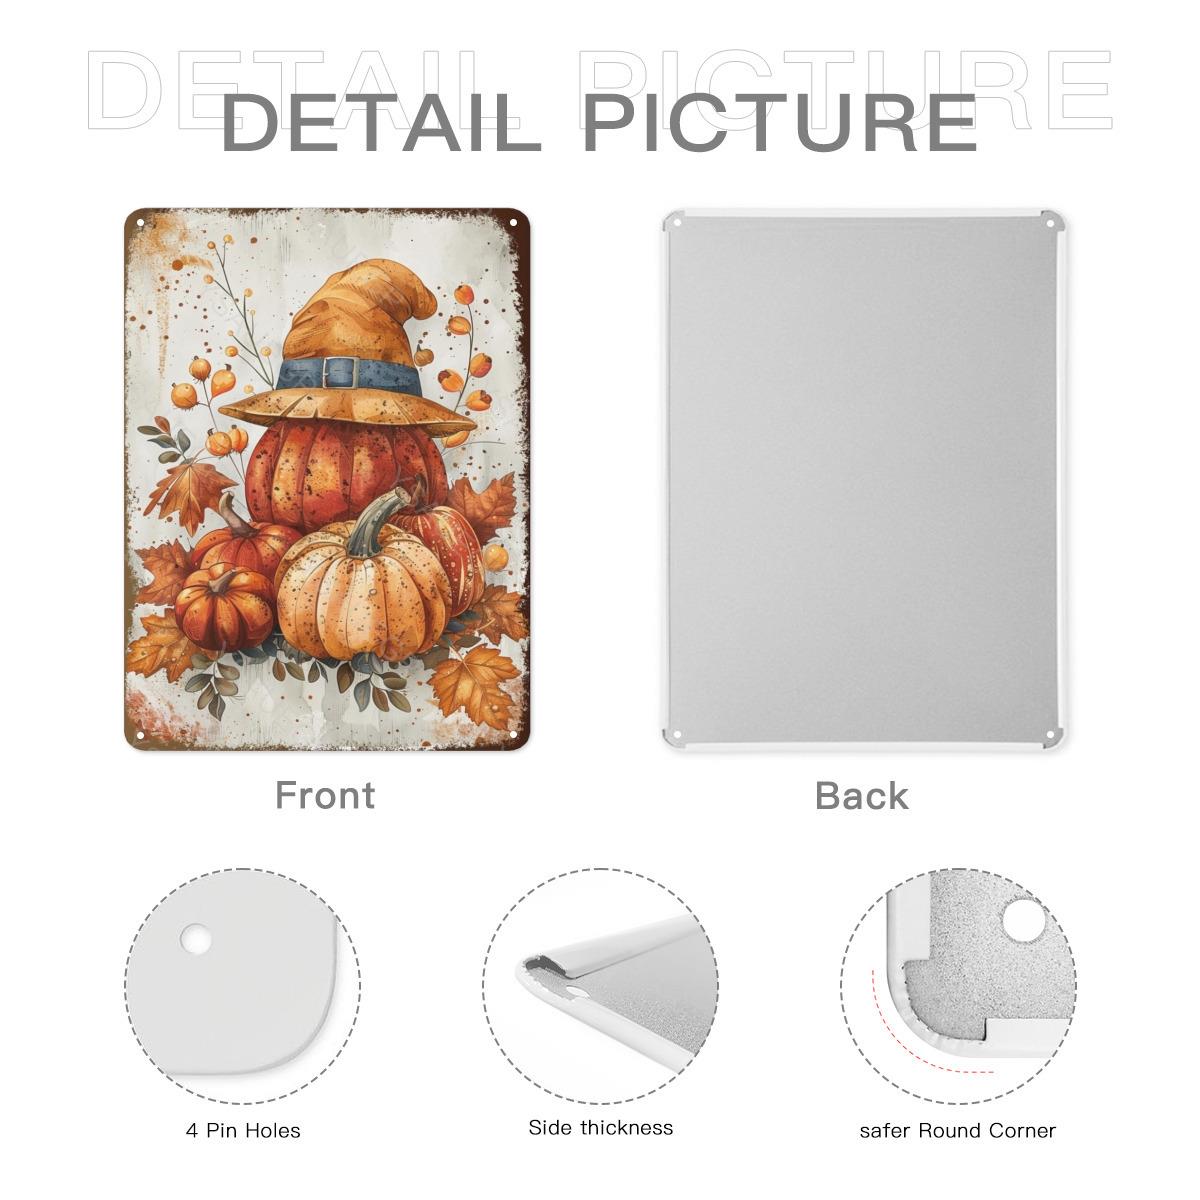 DETAIL PICTURE
DETAIL PICTURE
Front
Back
4 Pin Holes
Side thickness
safer Round Corner